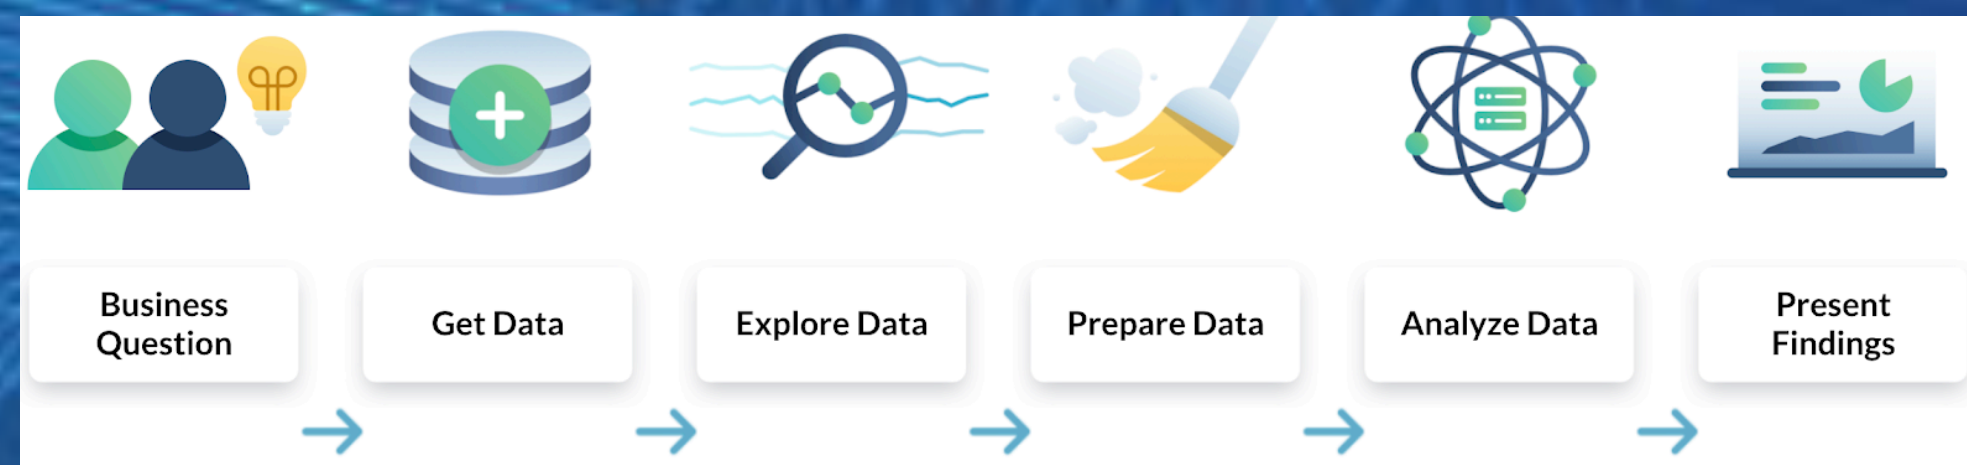 Business
Question
Get Data
Explore Data
Prepare Data
Analyze Data
Present
Findings